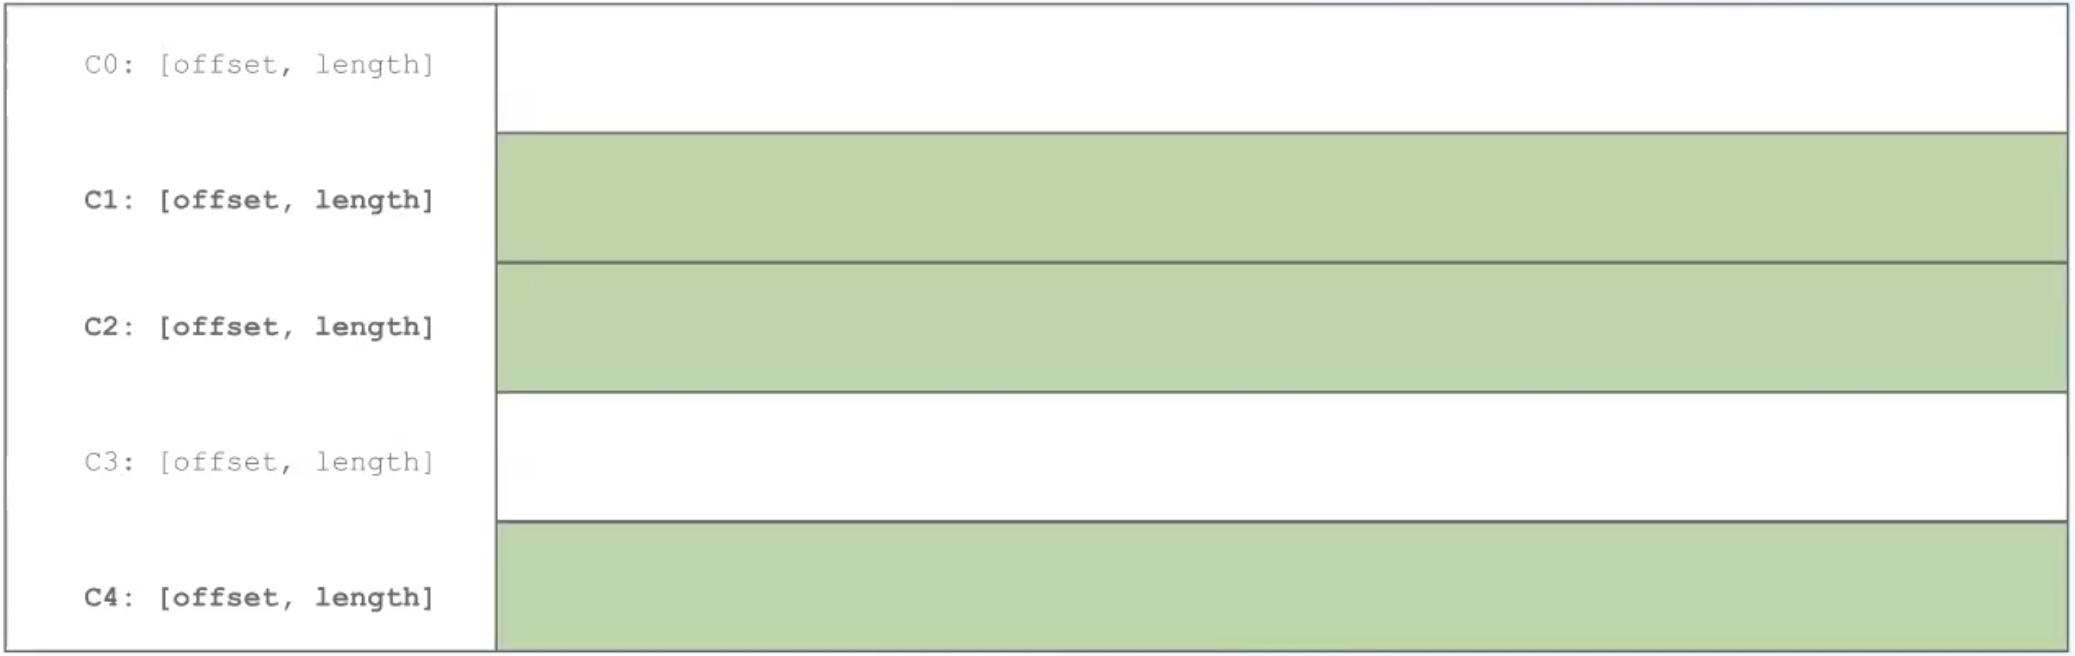 C0: [offset, length]
C1: [offset, length]
C2: [offset, length]
C3: [offset, length]
C4: [offset, length]